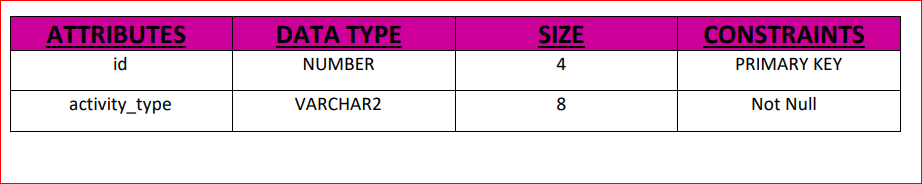 ATTRIBUTES DATA TYPE SIZE CONSTRAINTS
id NUMBER 4 PRIMARY KEY
activity_type VARCHAR2 8 Not Null